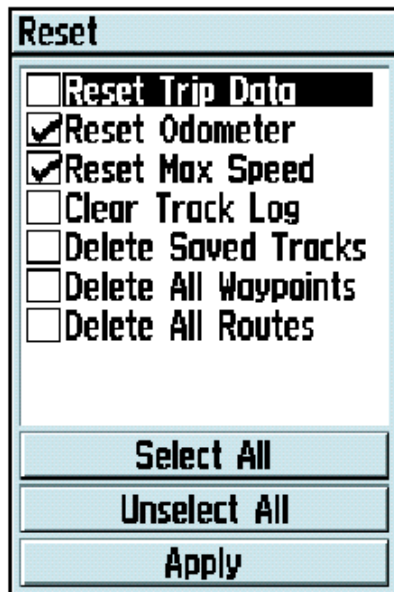 Reset
Reset Trip Data
Reset Odometer
Reset Max Speed
Clear Track Log
Delete Saved Tracks
Delete All Waypoints
Delete All Routes
Select All
Unselect All
Apply